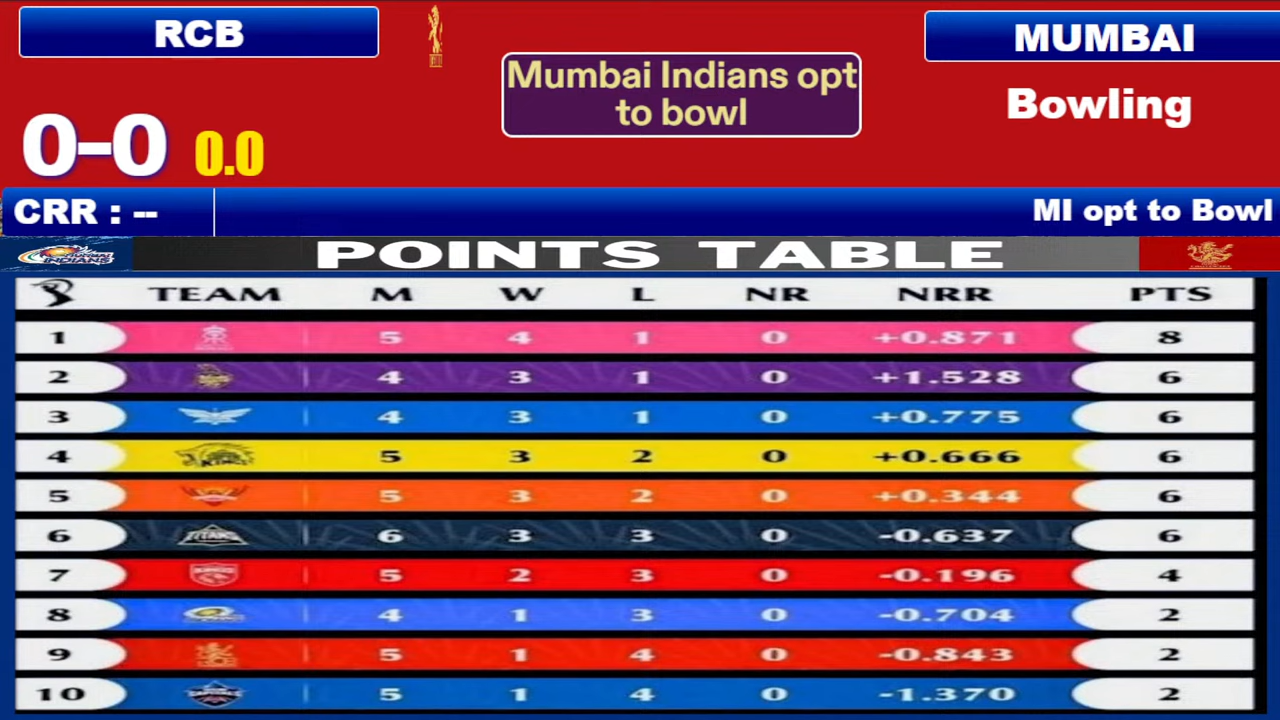 RCB
MUMBAI
Mumbai Indians opt
to bowl
Bowling
0-0 0.0
CRR : --
MI opt to Bowl
INDIANS
POINTS TABLE
TEAM M W L NR NRR PTS
1 5 4 1 0 +0.871 8
2 4 3 1 0 +1.528 6
3 4 3 1 0 +0.775 6
4 KINGS 5 3 2 0 +0.666 6
5 5 3 2 0 +0.344 6
6 TITANS 6 3 3 0 -0.637 6
7 5 2 3 0 -0.196 4
8 4 1 3 0 -0.704 2
9 5 1 4 0 -0.843 2
10 CAPITALS 5 1 4 0 -1.370 2